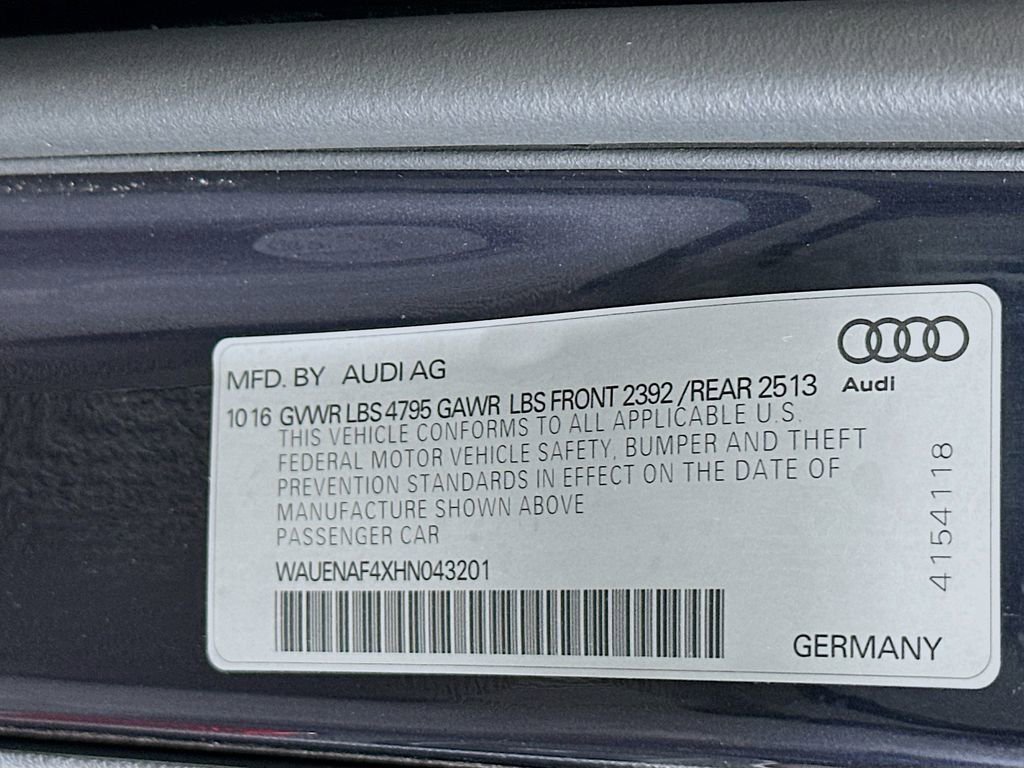 MFD. BY AUDI AG
Audi
10 16 GVWR LBS 4795 GAWR LBS FRONT 2392 /REAR 2513
THIS VEHICLE CONFORMS TO ALL APPLICABLE U.S.
FEDERAL MOTOR VEHICLE SAFETY, BUMPER AND THEFT
PREVENTION STANDARDS IN EFFECT ON THE DATE OF
MANUFACTURE SHOWN ABOVE
PASSENGER CAR
WAUENAF4XHN043201
4154118
GERMANY